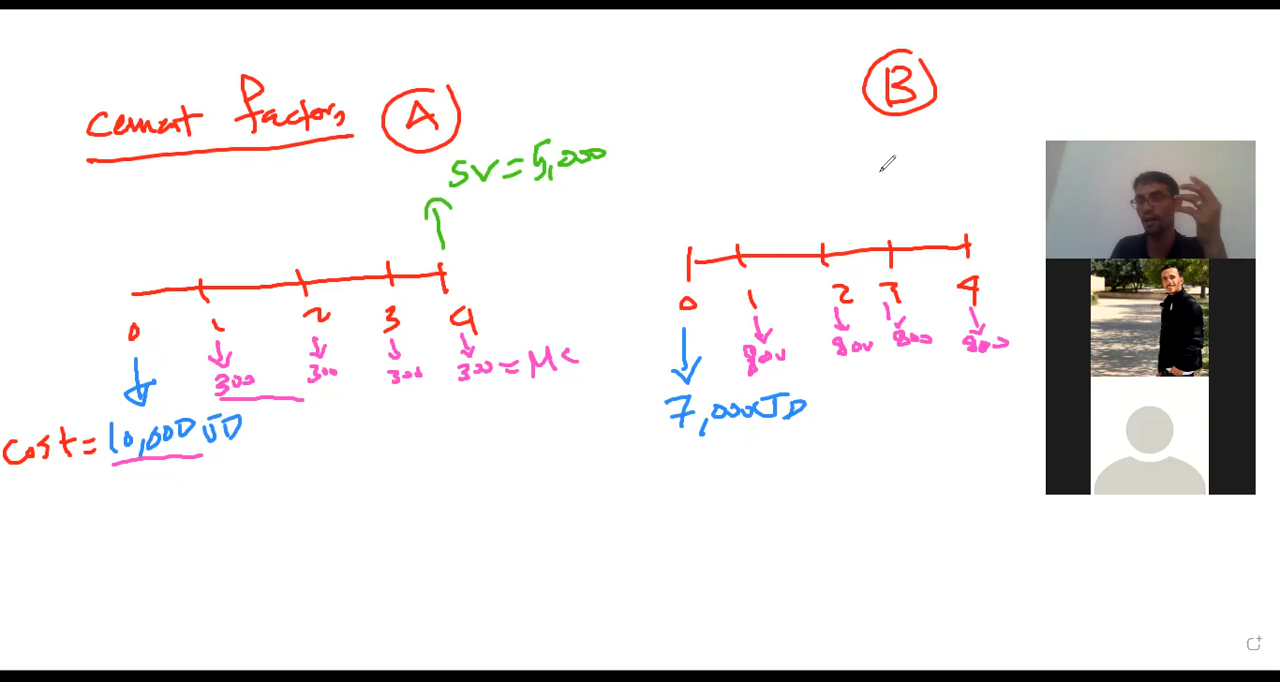 cement factors A
SV = 5,000
0 1 2 3 4
300 300 300 300 = MC
cost = 10,000 JD
B
0 1 2 3 4
800 800 800 800
7,000 JD